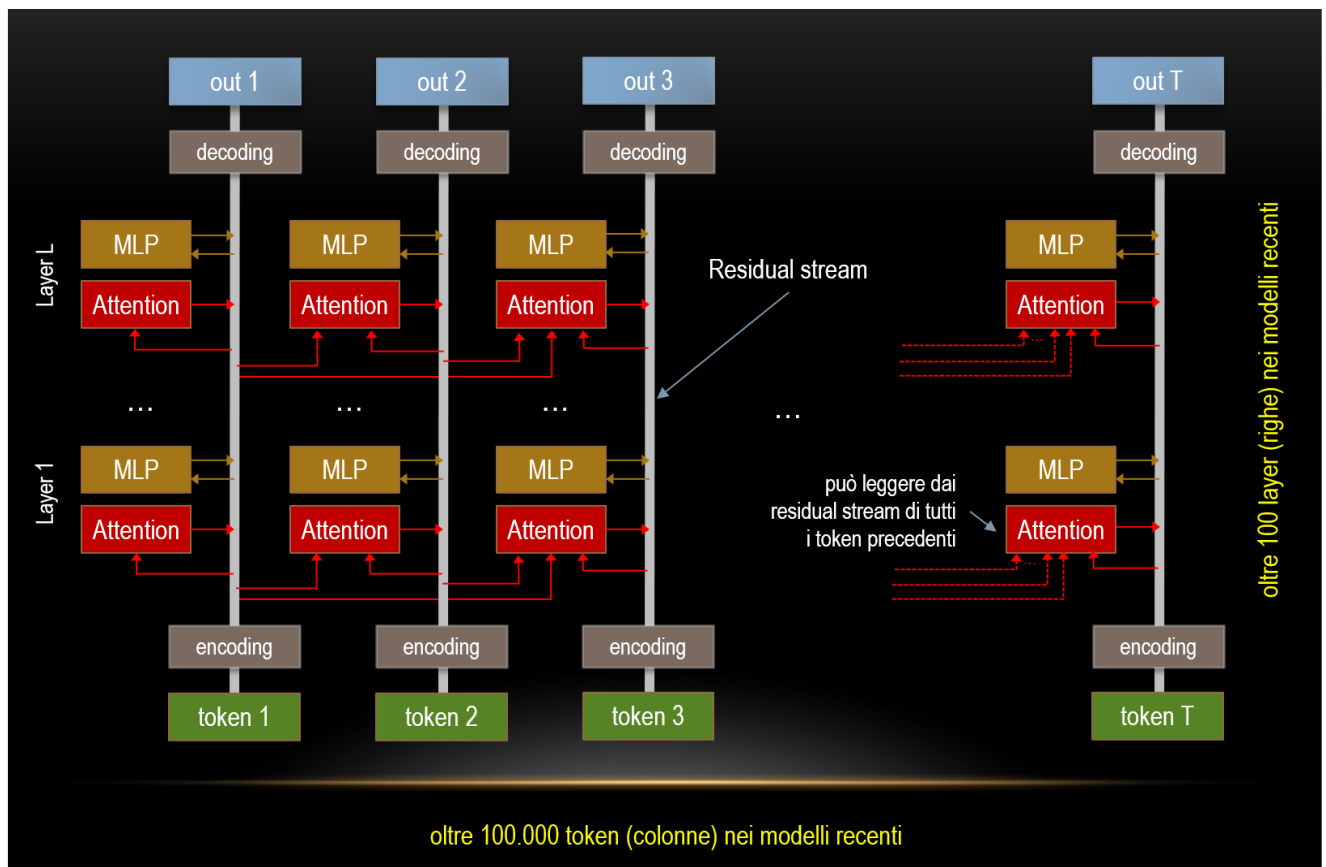 out 1
out 2
out 3
out T
decoding
decoding
decoding
decoding
Layer L
MLP
MLP
MLP
MLP
Attention
Attention
Attention
Attention
Residual stream
...
...
...
...
...
Layer 1
MLP
MLP
MLP
MLP
Attention
Attention
Attention
Attention
può leggere dai
residual stream di tutti
i token precedenti
...
encoding
encoding
encoding
encoding
token 1
token 2
token 3
token T
oltre 100 layer (righe) nei modelli recenti
oltre 100.000 token (colonne) nei modelli recenti